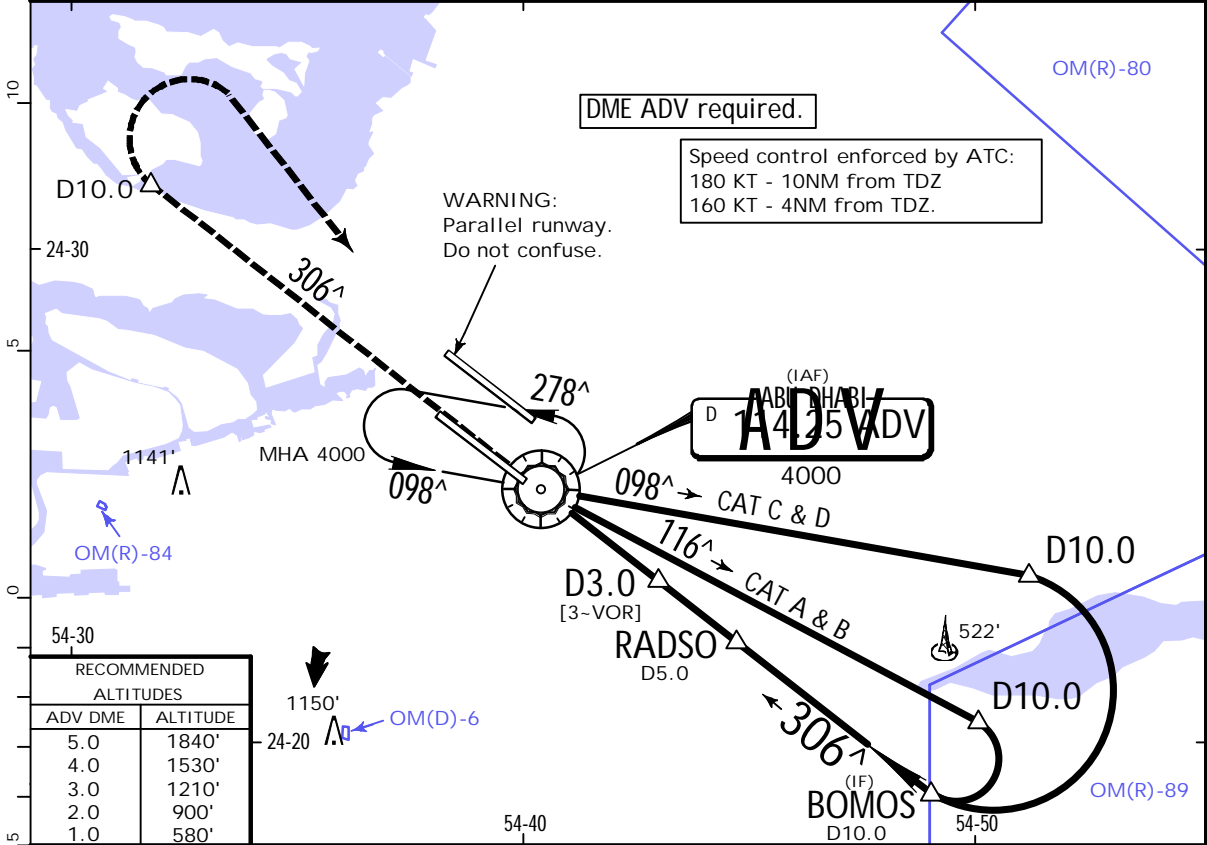 10
OM(R)-80
DME ADV required.
Speed control enforced by ATC:
180 KT - 10NM from TDZ
160 KT - 4NM from TDZ.
D10.0
WARNING:
Parallel runway.
Do not confuse.
24-30
306^
5
278^
(IAF)
ABU DHABI
D 114.25 ADV
ADV
4000
1141'
MHA 4000
098^
098^ CAT C & D
OM(R)-84
116^ CAT A & B
D10.0
D3.0
[3~VOR]
0
54-30
RADSO
D5.0
522'
D10.0
1150'
OM(D)-6
24-20
306^
(IF)
BOMOS
D10.0
OM(R)-89
54-40
54-50
5
RECOMMENDED
ALTITUDES
ADV DME ALTITUDE
5.0 1840'
4.0 1530'
3.0 1210'
2.0 900'
1.0 580'